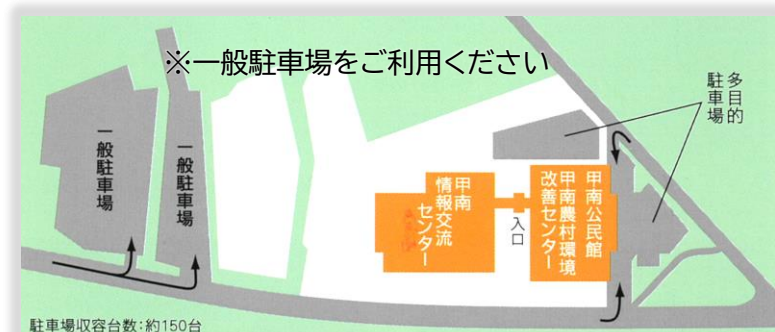 ※一般駐車場をご利用ください
多目的
駐車場
一般駐車場
一般駐車場
甲南
情報交流
センター
入口
甲南公民館
甲南農村環境
改善センター
駐車場収容台数:約150台